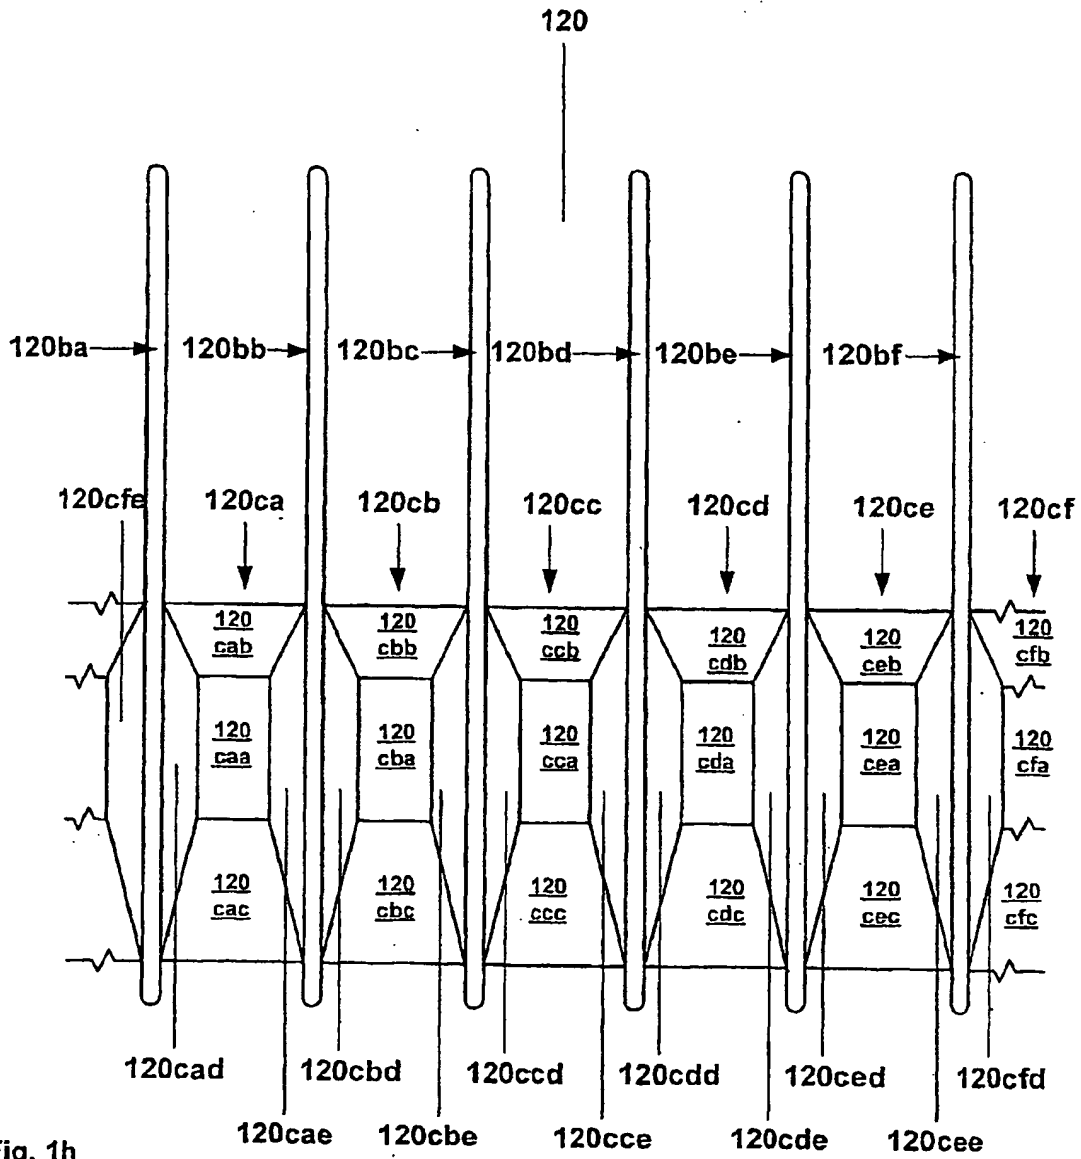 120
120ba 120bb 120bc 120bd 120be 120bf
120cfe 120ca 120cb 120cc 120cd 120ce 120cf
120 120 120 120 120 120
cab cbb ccb cdb ceb cfb
120 120 120 120 120 120
caa cba cca cda cea cfa
120 120 120 120 120 120
cac cbc ccc cdc cec cfc
120cad 120cbd 120ccd 120cdd 120ced 120cfd
120cae 120cbe 120cce 120cde 120cee
ig. 1h